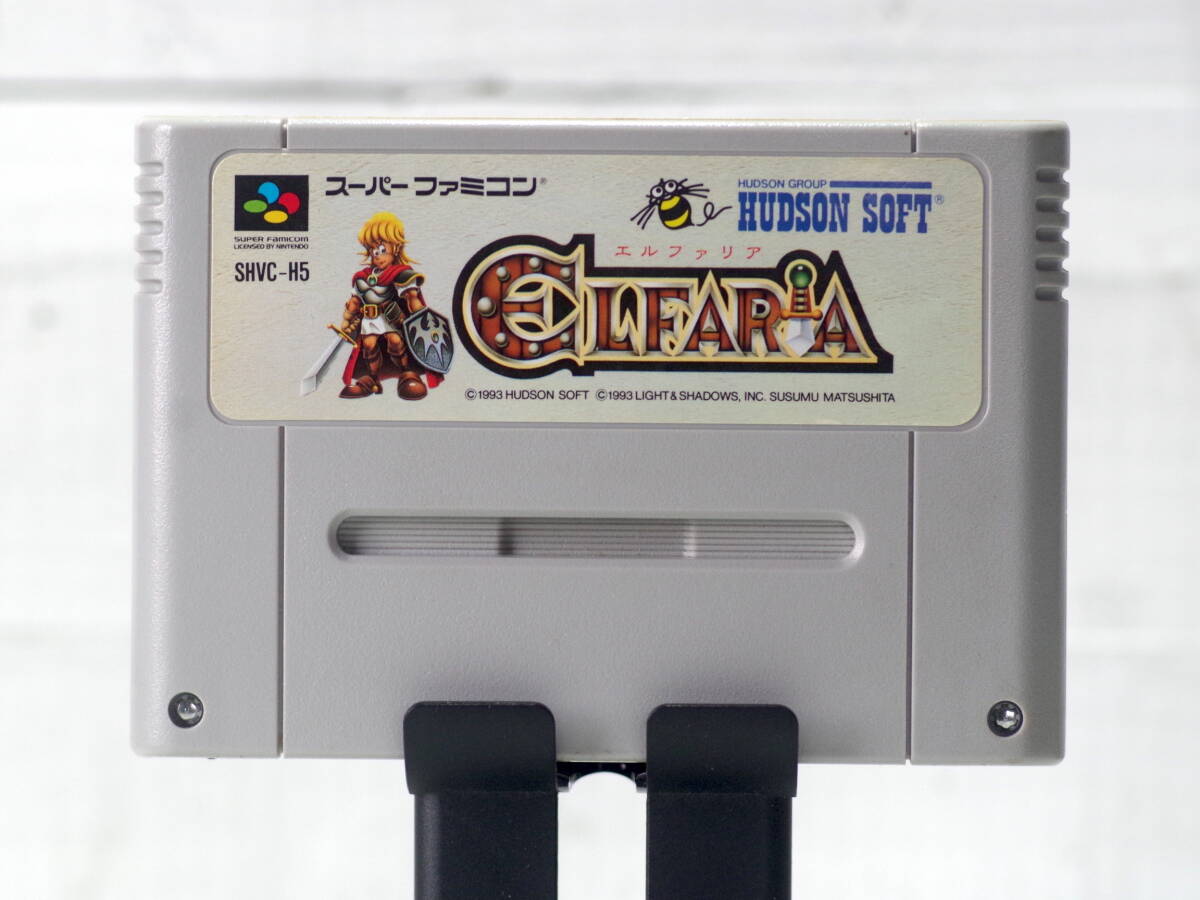 スーパーファミコン®
HUDSON GROUP
HUDSON SOFT®
SUPER FAMICOM
LICENSED BY NINTENDO
SHVC-H5
エルファリア
ELFARIA
©1993 HUDSON SOFT ©1993 LIGHT & SHADOWS, INC. SUSUMU MATSUSHITA